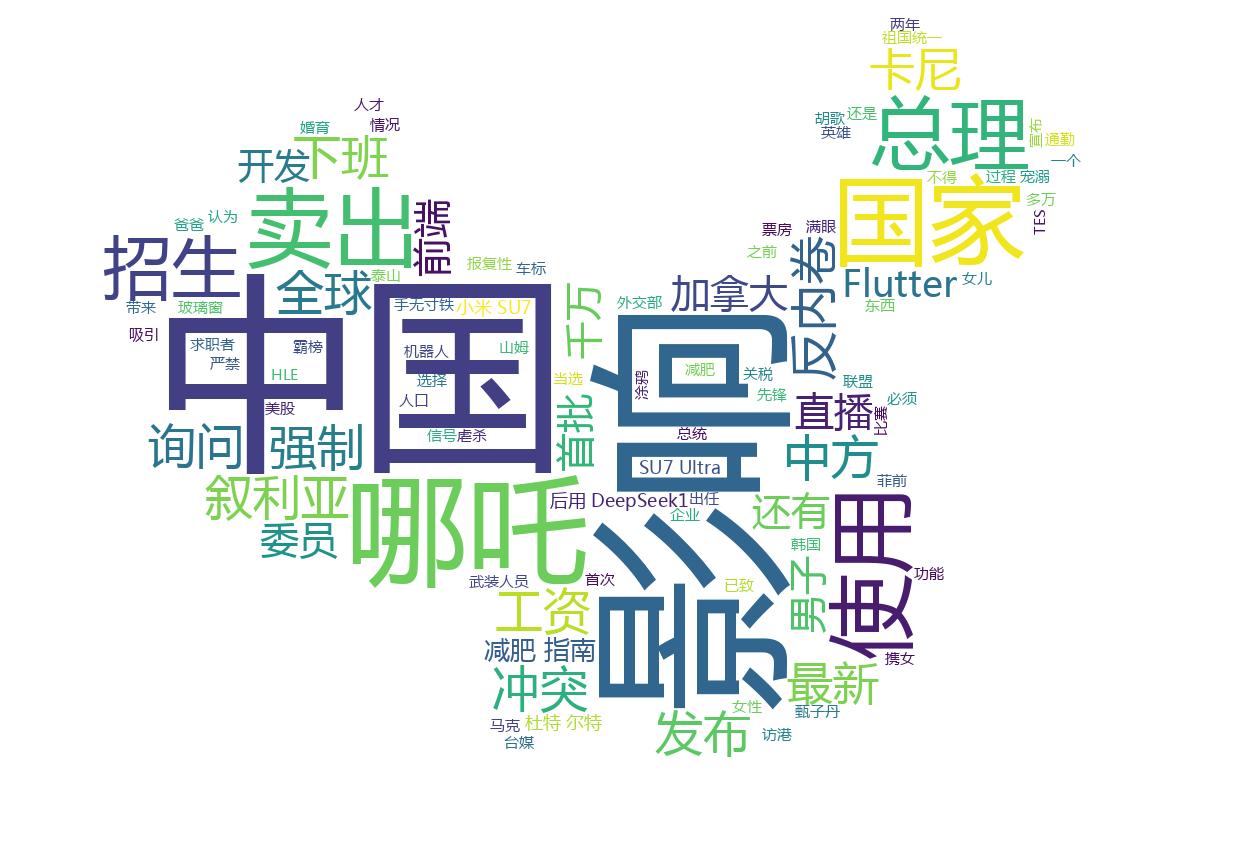 两年
祖国统一
卡尼
总理
胡歌
还是
英雄
宣布
通勤
一个
人才
情况
婚育
下班
开发
不得
过程 宠溺
国家
多万
TES
卖出
前端
爸爸
认为
票房
满眼
之前
反内卷
招生
全球
泰山
报复性
车标
加拿大
Flutter
女儿
带来
玻璃窗
手无寸铁
小米 SU7
千万
外交部
东西
吸引
中国
影响
求职者
霸榜
严禁
机器人
山姆
HLE
选择
当选
减肥
涂鸦
关税
联盟
先锋
必须
美股
人口
首批
直播
比赛
信号
虐杀
总统
询问
强制
SU7 Ultra
中方
叙利亚
哪吒
后用 DeepSeek1
出任
菲前
委员
企业
还有
使用
韩国
武装人员
首次
已致
男子
功能
工资
减肥 指南
携女
冲突
最新
马克
杜特 尔特
发布
女性
甄子丹
台媒
访港